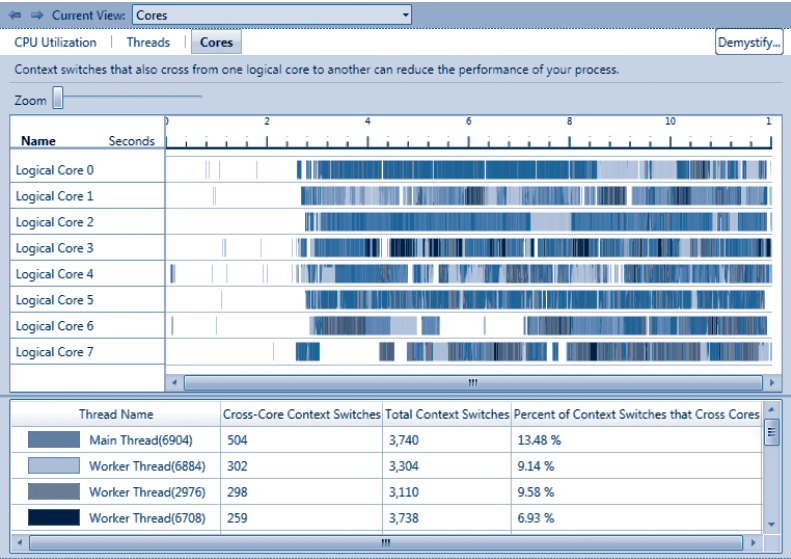 Current View: Cores
CPU Utilization Threads Cores Demystify...
Context switches that also cross from one logical core to another can reduce the performance of your process.
Zoom
0 2 4 6 8 10 1
Name Seconds
Logical Core 0
Logical Core 1
Logical Core 2
Logical Core 3
Logical Core 4
Logical Core 5
Logical Core 6
Logical Core 7
Thread Name Cross-Core Context Switches Total Context Switches Percent of Context Switches that Cross Cores
Main Thread(6904) 504 3,740 13.48 %
Worker Thread(6884) 302 3,304 9.14 %
Worker Thread(2976) 298 3,110 9.58 %
Worker Thread(6708) 259 3,738 6.93 %